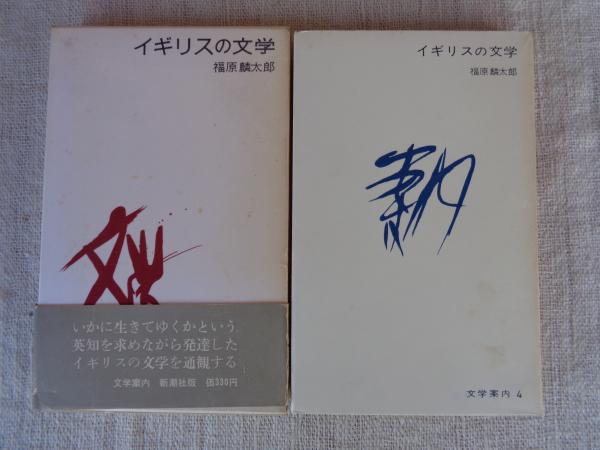 イギリスの文学
福原麟太郎
いかに生きてゆくかという
英知を求めながら発達した
イギリスの文学を通観する
文学案内 新潮社版 価330円
イギリスの文学
福原麟太郎
文学案内 4